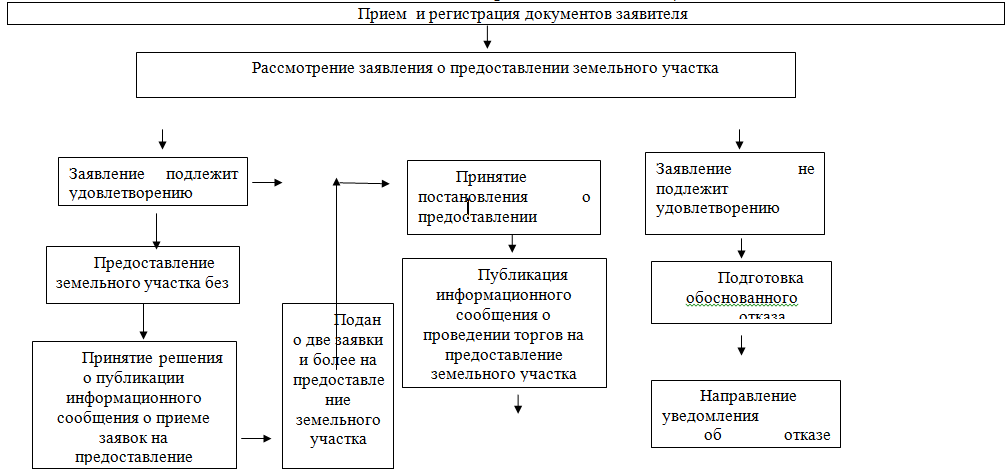 Прием и регистрация документов заявителя
Рассмотрение заявления о предоставлении земельного участка
Заявление подлежит
удовлетворению
Принятие
постановления о
предоставлении
Заявление не
подлежит
удовлетворению
Предоставление
земельного участка без
Публикация
информационного
сообщения о
проведении торгов на
предоставление
земельного участка
Подготовка
обоснованного
отказа
Принятие решения
о публикации
информационного
сообщения о приеме
заявок на
предоставление
Подан
о две заявки
и более на
предоставле
ние
земельного
участка
Направление
уведомления
об отказе